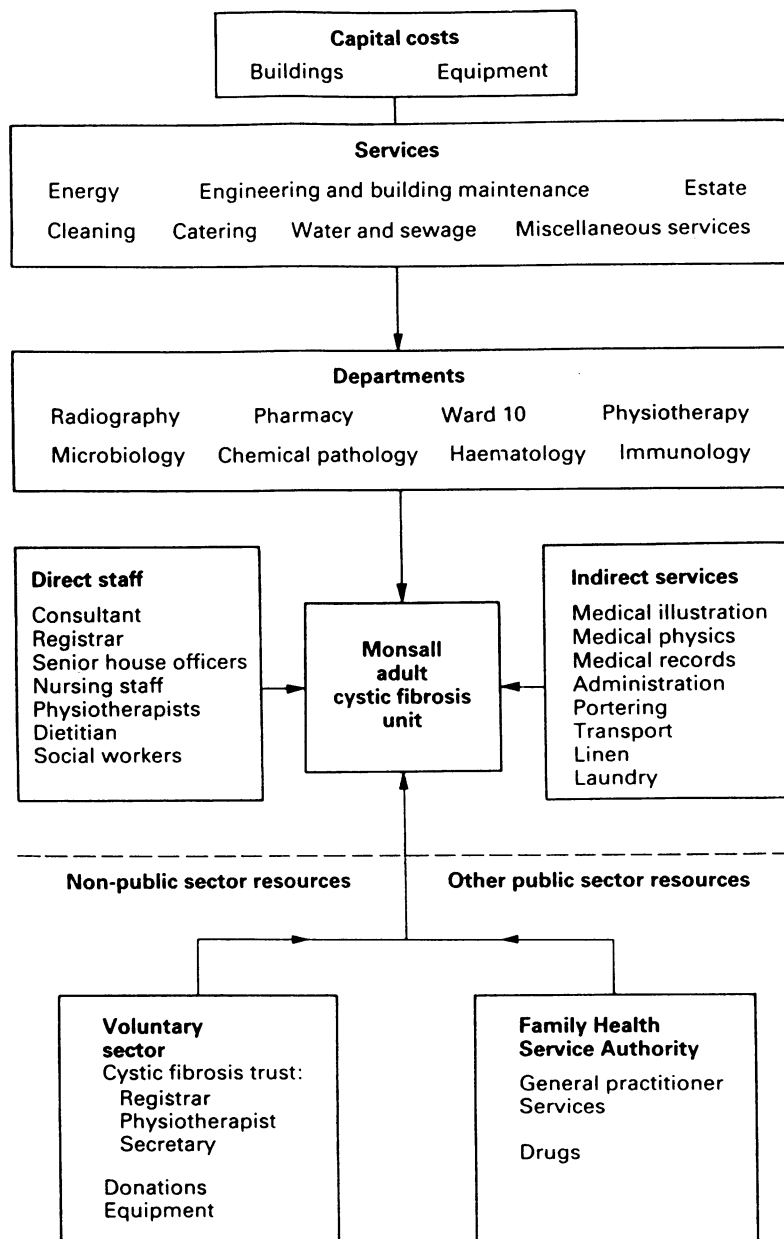 Capital costs
Buildings Equipment
Services
Energy Engineering and building maintenance Estate
Cleaning Catering Water and sewage Miscellaneous services
Departments
Radiography Pharmacy Ward 10 Physiotherapy
Microbiology Chemical pathology Haematology Immunology
Direct staff
Consultant
Registrar
Senior house officers
Nursing staff
Physiotherapists
Dietitian
Social workers
Monsall
adult
cystic fibrosis
unit
Indirect services
Medical illustration
Medical physics
Medical records
Administration
Portering
Transport
Linen
Laundry
Non-public sector resources
Other public sector resources
Voluntary
sector
Cystic fibrosis trust:
Registrar
Physiotherapist
Secretary
Donations
Equipment
Family Health
Service Authority
General practitioner
Services
Drugs